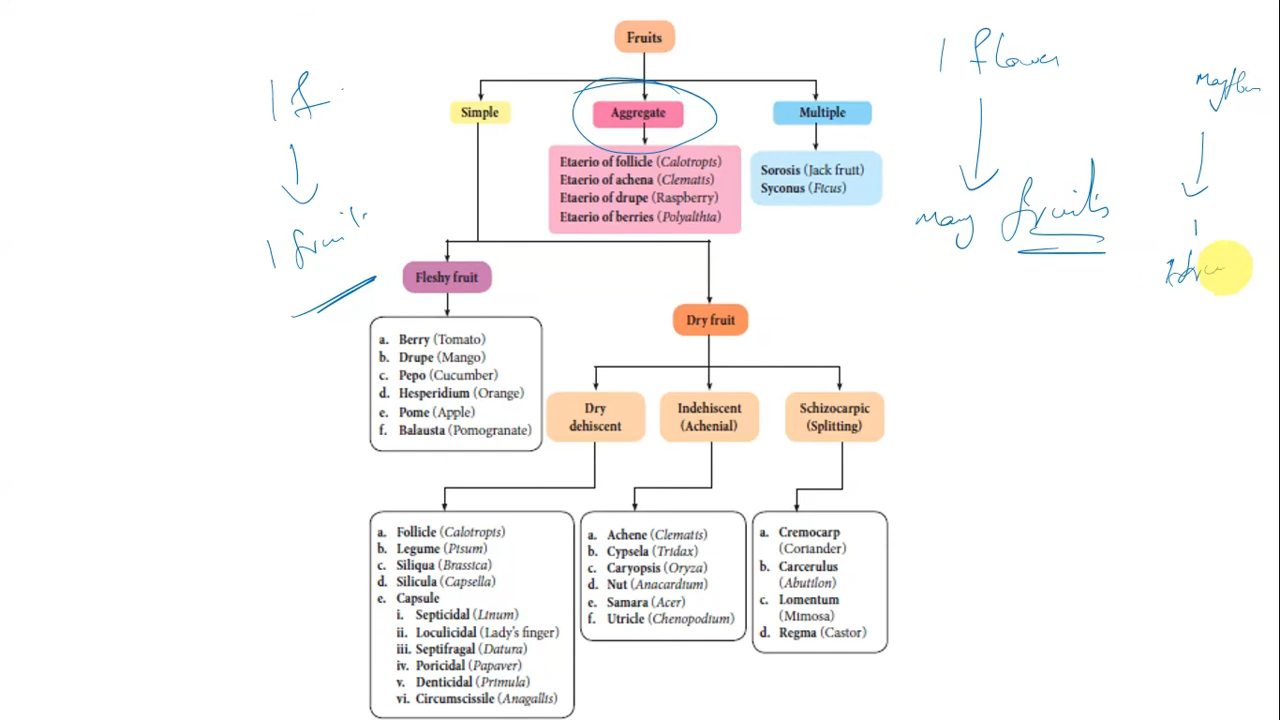 Fruits
Simple
Aggregate
Multiple
Etaerio of follicle (Calotropis)
Etaerio of achena (Clematis)
Etaerio of drupe (Raspberry)
Etaerio of berries (Polyalthia)
Sorosis (Jack fruit)
Syconus (Ficus)
1 f
1 fruit
1 flower
May fruits
Fleshy fruit
Dry fruit
a. Berry (Tomato)
b. Drupe (Mango)
c. Pepo (Cucumber)
d. Hesperidium (Orange)
e. Pome (Apple)
f. Balausta (Pomogranate)
Dry
dehiscent
Indehiscent
(Achenial)
Schizocarpic
(Splitting)
a. Follicle (Calotropis)
b. Legume (Pisum)
c. Siliqua (Brassica)
d. Silicula (Capsella)
e. Capsule
i. Septicidal (Linum)
ii. Loculicidal (Lady's finger)
iii. Septifragal (Datura)
iv. Poricidal (Papaver)
v. Denticidal (Primula)
vi. Circumscissile (Anagallis)
a. Achene (Clematis)
b. Cypsela (Tridax)
c. Caryopsis (Oryza)
d. Nut (Anacardium)
e. Samara (Acer)
f. Utricle (Chenopodium)
a. Cremocarp
(Coriander)
b. Carcerulus
(Abutilon)
c. Lomentum
(Mimosa)
d. Regma (Castor)